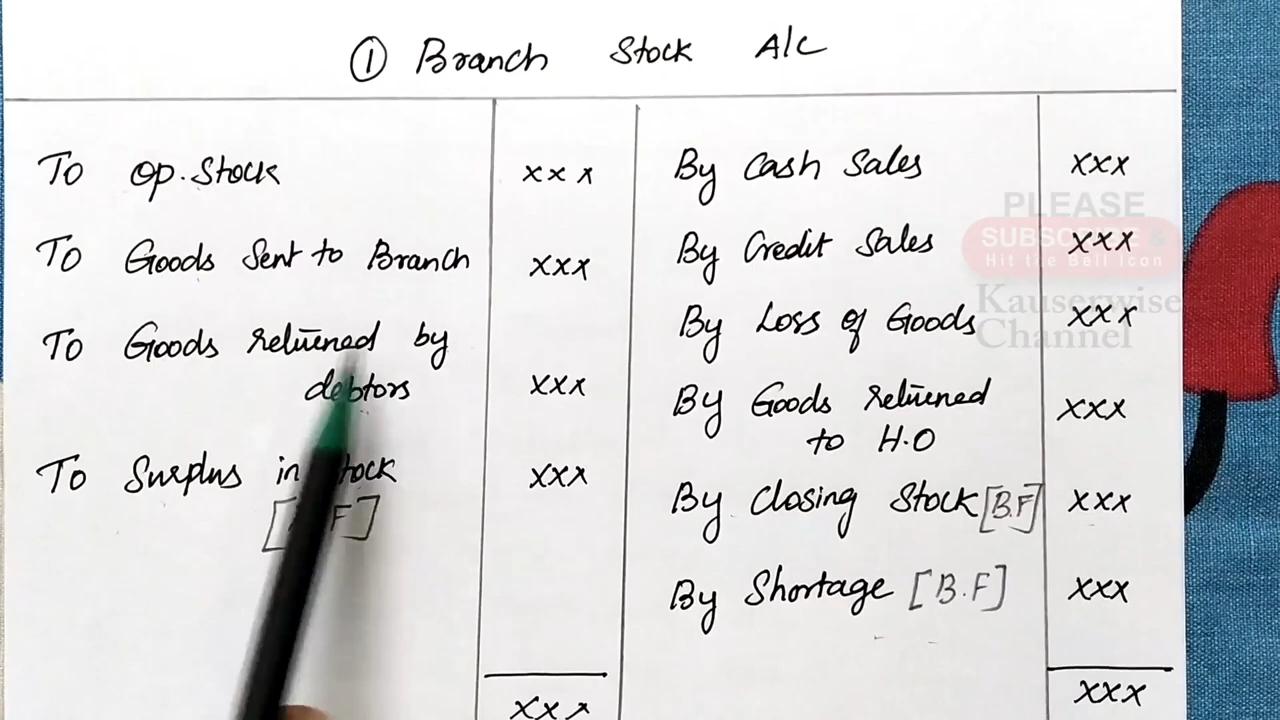 ① Branch Stock A/c
To Op. Stock xxx
To Goods Sent to Branch xxx
To Goods returned by
debtors xxx
To Surplus in Stock xxx
F]
xxx
By Cash Sales xxx
By Credit Sales xxx
By Loss of Goods xxx
By Goods returned
to H.O xxx
By Closing Stock [B.F] xxx
By Shortage [B.F] xxx
xxx
PLEASE
SUBSCRIBE &
Hit the Bell Icon
Kauserwise
Channel